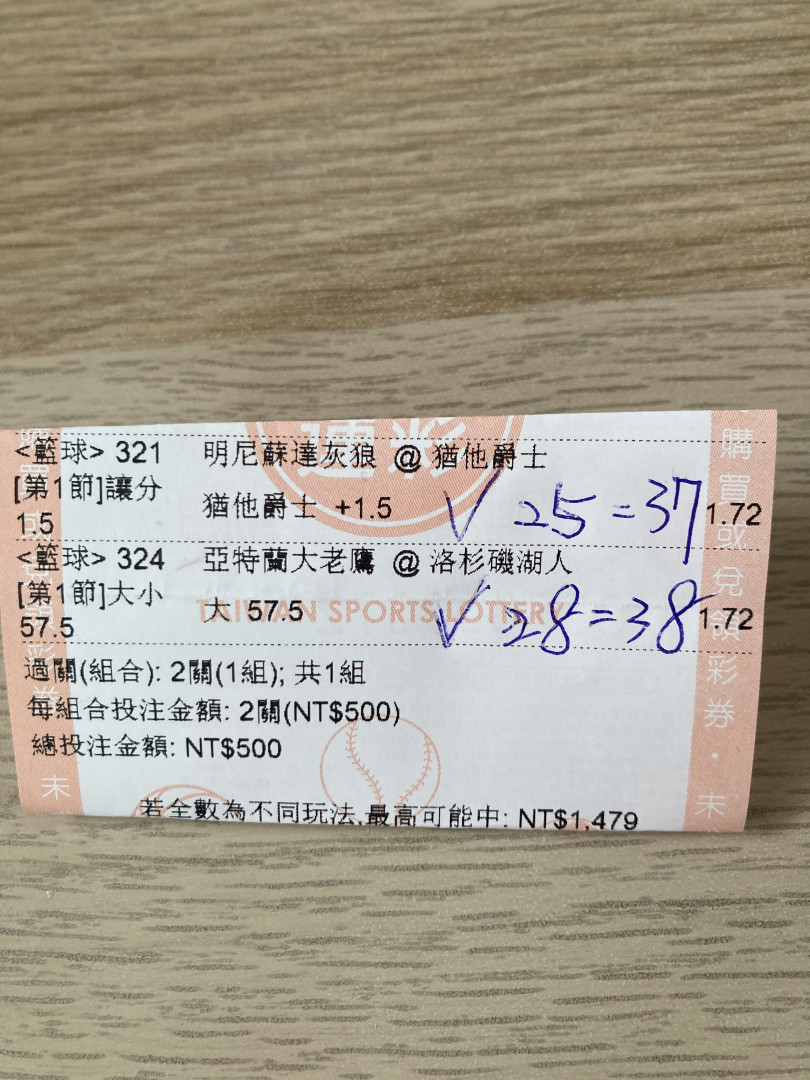 運彩
<籃球> 321 明尼蘇達灰狼 @ 猶他爵士
[第1節]讓分
1.5 猶他爵士 +1.5 ✓ 25=37 1.72
<籃球> 324 亞特蘭大老鷹 @ 洛杉磯湖人
[第1節]大小
57.5 大 57.5 ✓ 28=38 1.72
TAIWAN SPORTS LOTTERY
過關(組合): 2關(1組); 共1組
每組合投注金額: 2關(NT$500)
總投注金額: NT$500
若全數為不同玩法,最高可能中: NT$1,479
購買或兌領彩券・未
未